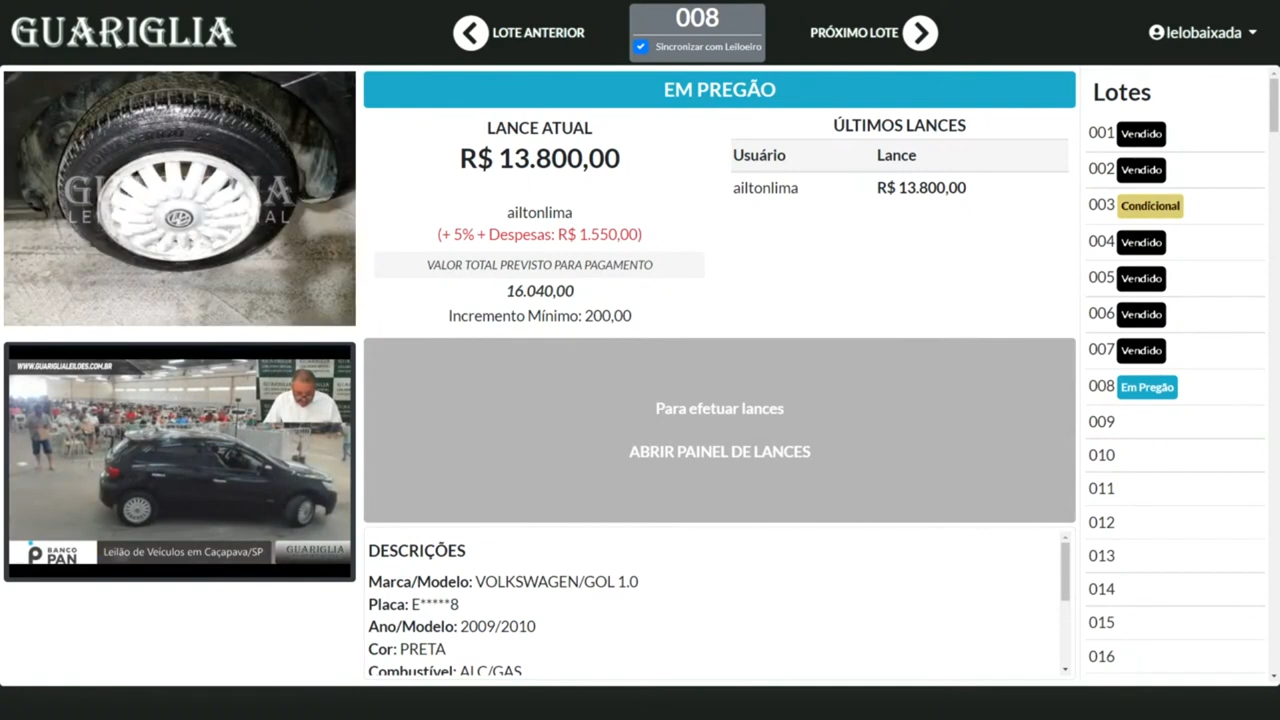 GUARIGLIA
LOTE ANTERIOR
008
Sincronizar com Leiloeiro
PRÓXIMO LOTE
lelobaixada
EM PREGÃO
LANCE ATUAL
R$ 13.800,00
ailtonlima
(+ 5% + Despesas: R$ 1.550,00)
VALOR TOTAL PREVISTO PARA PAGAMENTO
16.040,00
Incremento Mínimo: 200,00
ÚLTIMOS LANCES
Usuário Lance
ailtonlima R$ 13.800,00
Lotes
001 Vendido
002 Vendido
003 Condicional
004 Vendido
005 Vendido
006 Vendido
007 Vendido
008 Em Pregão
009
010
011
012
013
014
015
016
WWW.GUARIGLIALEILOES.COM.BR
BANCO
PAN
Leilão de Veículos em Caçapava/SP
GUARIGLIA
Para efetuar lances
ABRIR PAINEL DE LANCES
DESCRIÇÕES
Marca/Modelo: VOLKSWAGEN/GOL 1.0
Placa: E*****8
Ano/Modelo: 2009/2010
Cor: PRETA
Combustível: ALC/GAS